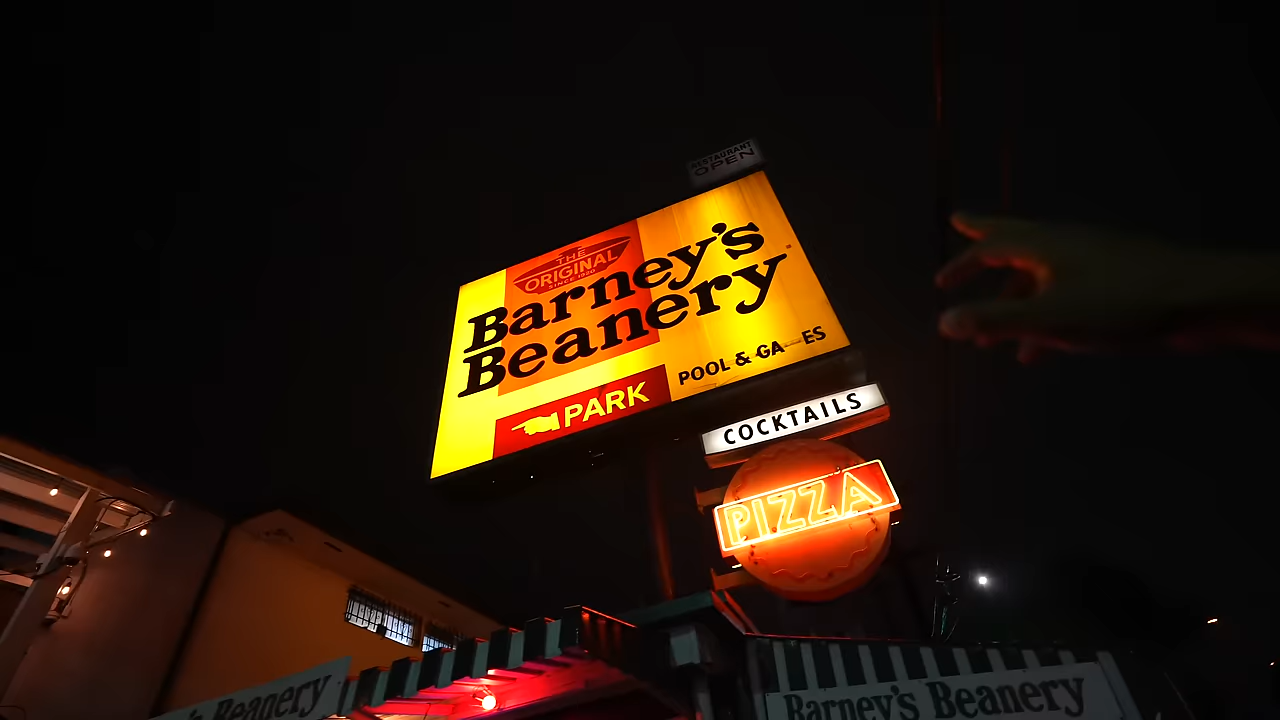 RESTAURANT
OPEN
THE
ORIGINAL
SINCE 1920
Barney's
Beanery
PARK
POOL & GA ES
COCKTAILS
PIZZA
's Beanery
Barney's Beanery